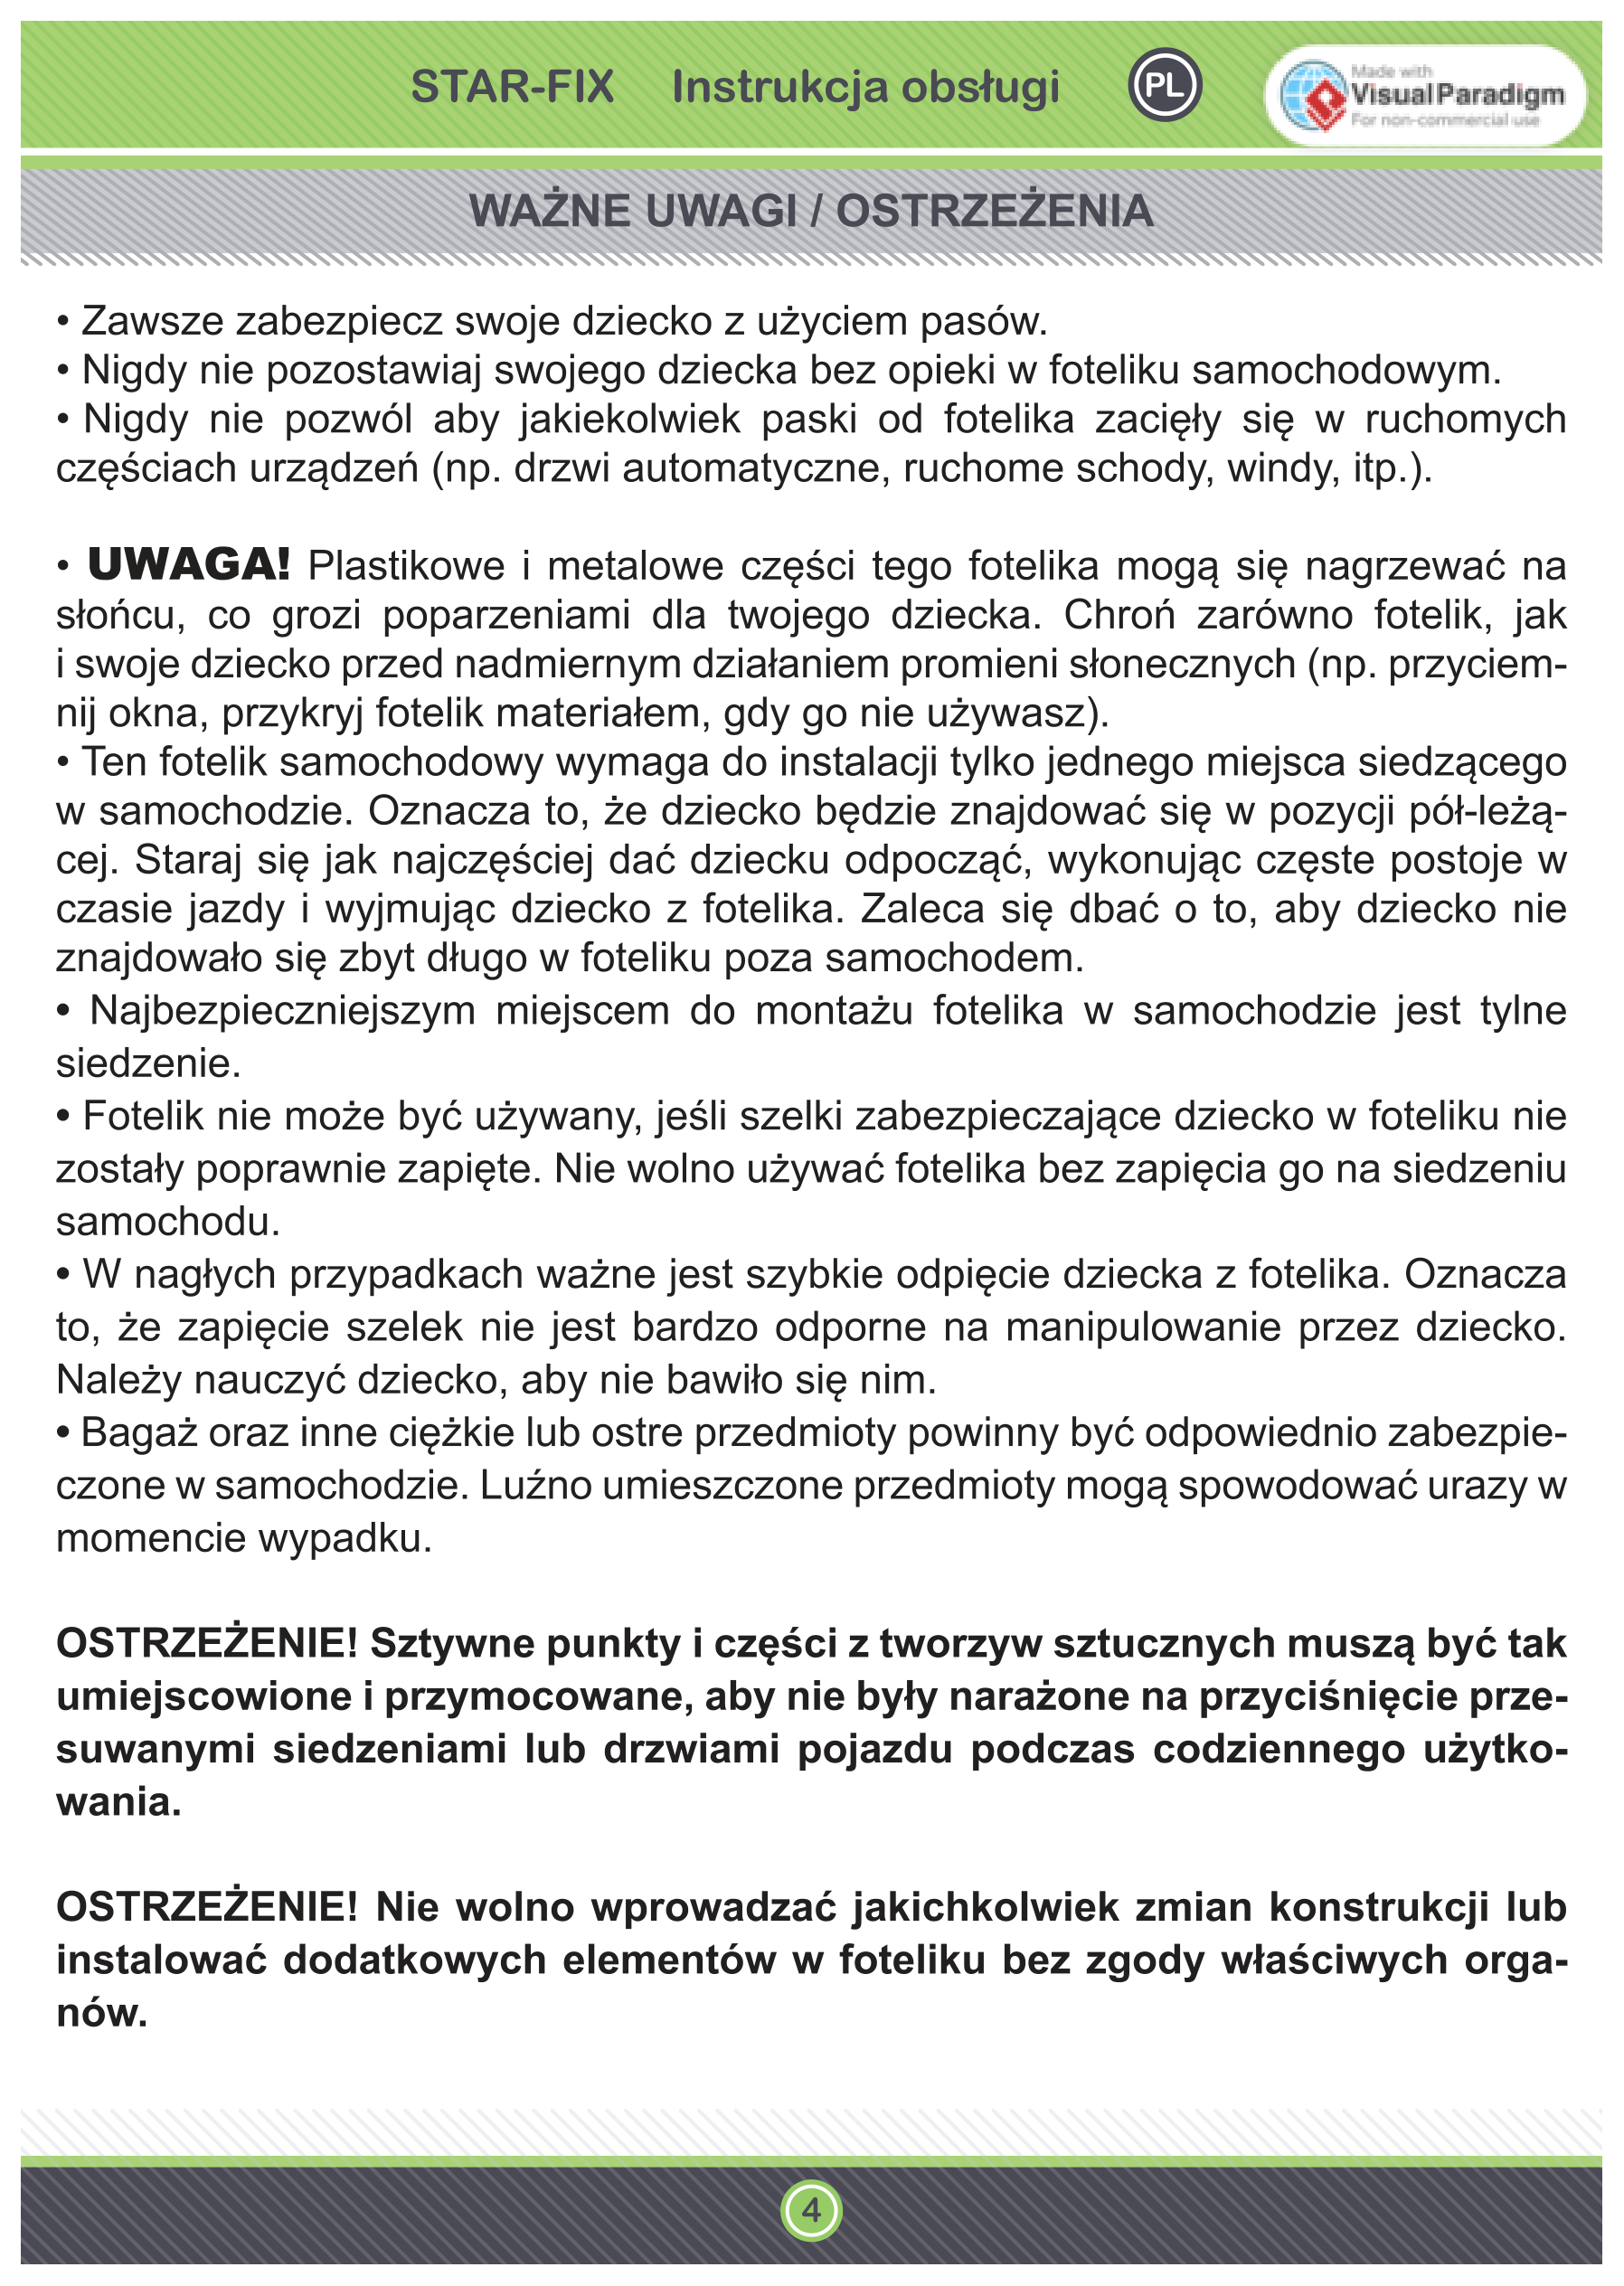 STAR-FIX Instrukcja obsługi PL
Made with
Visual Paradigm
For non-commercial use
WAŻNE UWAGI / OSTRZEŻENIA
• Zawsze zabezpiecz swoje dziecko z użyciem pasów.
• Nigdy nie pozostawiaj swojego dziecka bez opieki w foteliku samochodowym.
• Nigdy nie pozwól aby jakiekolwiek paski od fotelika zacięły się w ruchomych
częściach urządzeń (np. drzwi automatyczne, ruchome schody, windy, itp.).
• UWAGA! Plastikowe i metalowe części tego fotelika mogą się nagrzewać na
słońcu, co grozi poparzeniami dla twojego dziecka. Chroń zarówno fotelik, jak
i swoje dziecko przed nadmiernym działaniem promieni słonecznych (np. przyciem-
nij okna, przykryj fotelik materiałem, gdy go nie używasz).
• Ten fotelik samochodowy wymaga do instalacji tylko jednego miejsca siedzącego
w samochodzie. Oznacza to, że dziecko będzie znajdować się w pozycji pół-leżą-
cej. Staraj się jak najczęściej dać dziecku odpocząć, wykonując częste postoje w
czasie jazdy i wyjmując dziecko z fotelika. Zaleca się dbać o to, aby dziecko nie
znajdowało się zbyt długo w foteliku poza samochodem.
• Najbezpieczniejszym miejscem do montażu fotelika w samochodzie jest tylne
siedzenie.
• Fotelik nie może być używany, jeśli szelki zabezpieczające dziecko w foteliku nie
zostały poprawnie zapięte. Nie wolno używać fotelika bez zapięcia go na siedzeniu
samochodu.
• W nagłych przypadkach ważne jest szybkie odpięcie dziecka z fotelika. Oznacza
to, że zapięcie szelek nie jest bardzo odporne na manipulowanie przez dziecko.
Należy nauczyć dziecko, aby nie bawiło się nim.
• Bagaż oraz inne ciężkie lub ostre przedmioty powinny być odpowiednio zabezpie-
czone w samochodzie. Luźno umieszczone przedmioty mogą spowodować urazy w
momencie wypadku.
OSTRZEŻENIE! Sztywne punkty i części z tworzyw sztucznych muszą być tak
umiejscowione i przymocowane, aby nie były narażone na przyciśnięcie prze-
suwanymi siedzeniami lub drzwiami pojazdu podczas codziennego użytko-
wania.
OSTRZEŻENIE! Nie wolno wprowadzać jakichkolwiek zmian konstrukcji lub
instalować dodatkowych elementów w foteliku bez zgody właściwych orga-
nów.
4